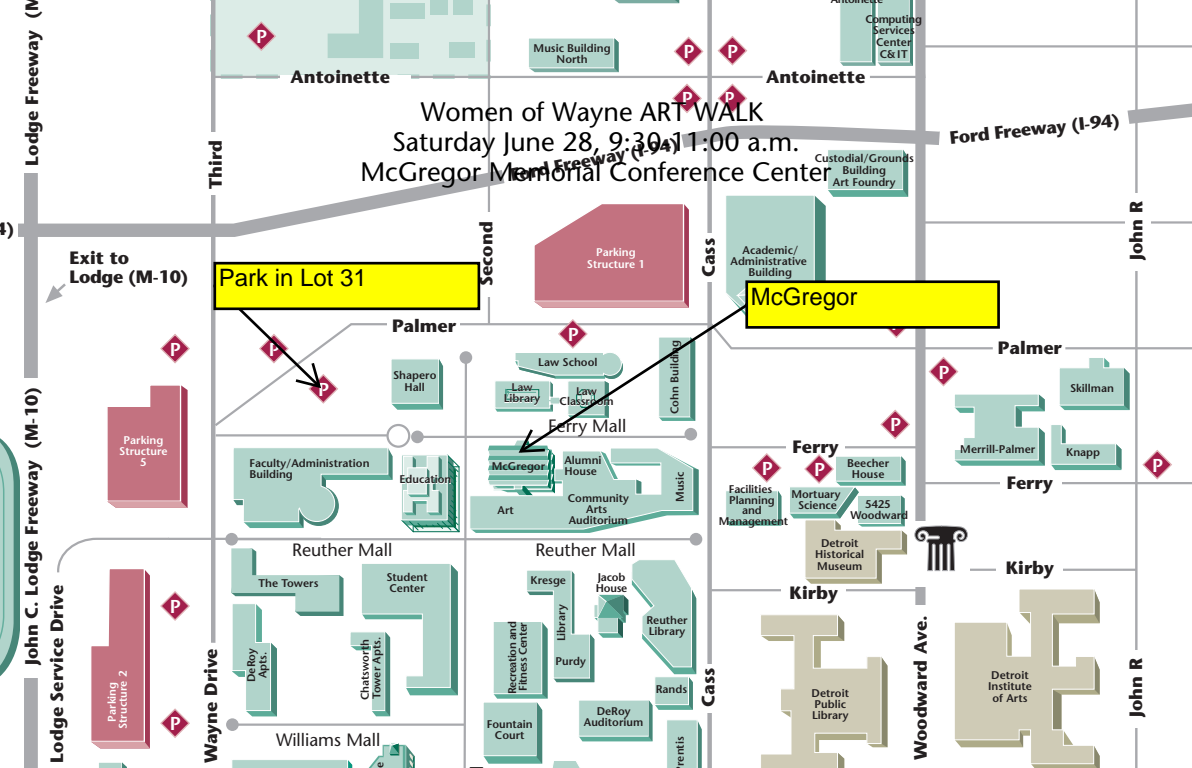 Women of Wayne ART WALK
Saturday June 28, 9:30-11:00 a.m.
McGregor Memorial Conference Center
Park in Lot 31
McGregor
Lodge Freeway (M
Third
P
Music Building
North
P
P
Antoinette
Computing
Services
Center
C&IT
Antoinette
Antoinette
P
P
Ford Freeway (I-94)
Ford Freeway (I-94)
Custodial/Grounds
Building
Art Foundry
4)
Exit to
Lodge (M-10)
Second
Parking
Structure 1
Cass
Academic/
Administrative
Building
John R
Palmer
P
P
P
P
Palmer
P
P
Shapero
Hall
Law School
Law
Library
Law
Classroom
Cohn Building
Skillman
Ferry Mall
P
Ferry
Merrill-Palmer
Knapp
P
Ferry
John C. Lodge Freeway (M-10)
Parking
Structure
5
Faculty/Administration
Building
Education
McGregor
Alumni
House
Music
Art
Community
Arts
Auditorium
P
P
Beecher
House
Facilities
Planning
and
Management
Mortuary
Science
5425
Woodward
Detroit
Historical
Museum
Reuther Mall
Reuther Mall
Kirby
Kirby
The Towers
Student
Center
Kresge
Library
Purdy
Jacob
House
Reuther
Library
Lodge Service Drive
P
Parking
Structure 2
P
Wayne Drive
DeRoy
Apts.
Chatsworth
Tower Apts.
Recreation and
Fitness Center
Rands
Cass
Fountain
Court
DeRoy
Auditorium
Prentis
Williams Mall
Detroit
Public
Library
Woodward Ave.
Detroit
Institute
of Arts
John R